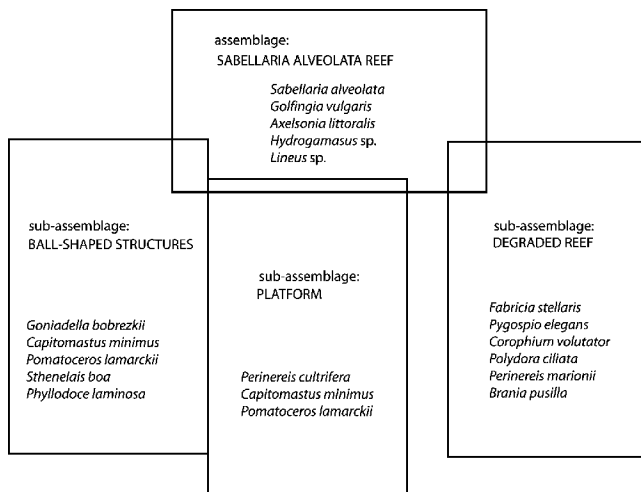 assemblage:
SABELLARIA ALVEOLATA REEF
Sabellaria alveolata
Golfingia vulgaris
Axelsonia littoralis
Hydrogamasus sp.
Lineus sp.
sub-assemblage:
BALL-SHAPED STRUCTURES
Goniadella bobrezkii
Capitomastus minimus
Pomatoceros lamarckii
Sthenelais boa
Phyllodoce laminosa
sub-assemblage:
PLATFORM
Perinereis cultrifera
Capitomastus minimus
Pomatoceros lamarckii
sub-assemblage:
DEGRADED REEF
Fabricia stellaris
Pygospio elegans
Corophium volutator
Polydora ciliata
Perinereis marionii
Brania pusilla